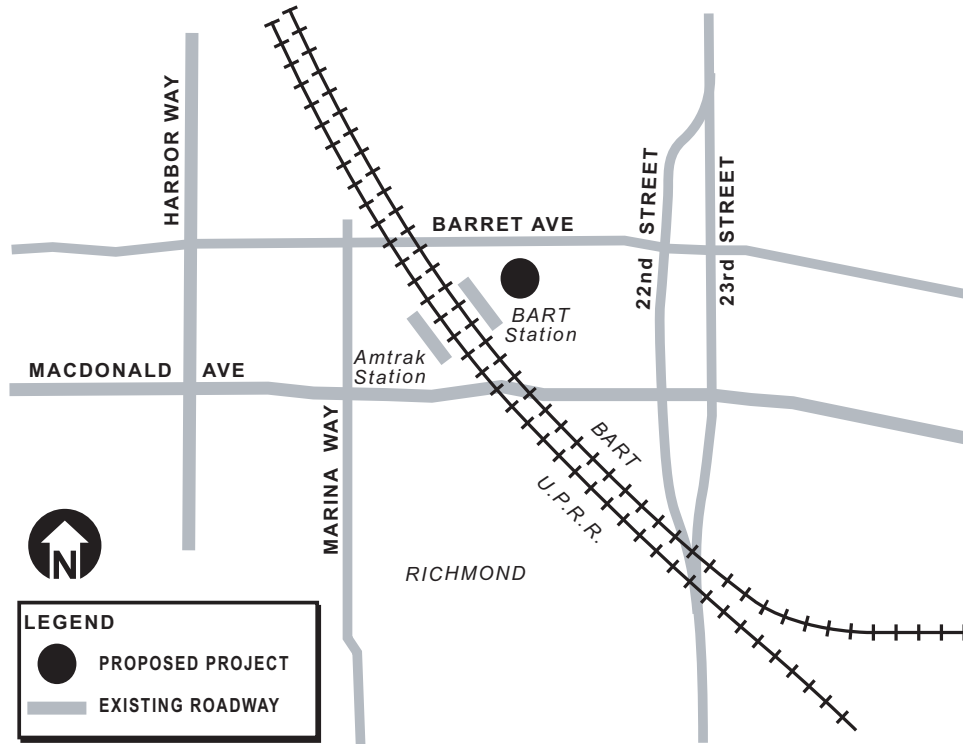 HARBOR WAY
22nd STREET
23rd STREET
BARRET AVE
BART
Station
Amtrak
Station
MACDONALD AVE
MARINA WAY
BART
U.P.R.R.
N
RICHMOND
LEGEND
PROPOSED PROJECT
EXISTING ROADWAY